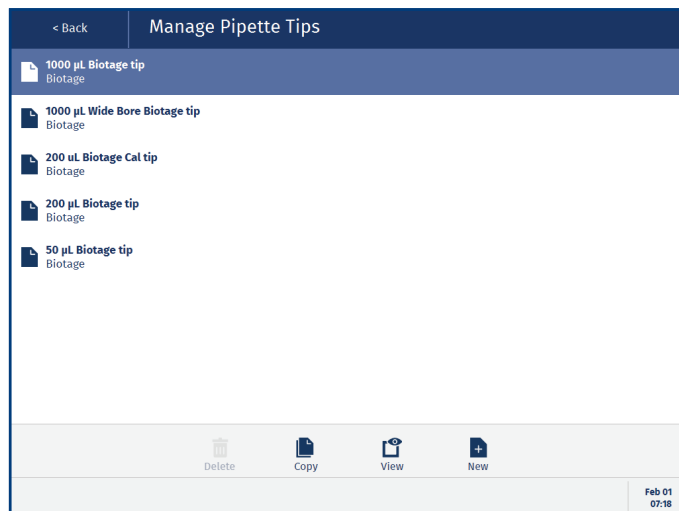 < Back
Manage Pipette Tips
1000 µL Biotage tip
Biotage
1000 µL Wide Bore Biotage tip
Biotage
200 uL Biotage Cal tip
Biotage
200 µL Biotage tip
Biotage
50 µL Biotage tip
Biotage
Delete
Copy
View
New
Feb 01
07:18